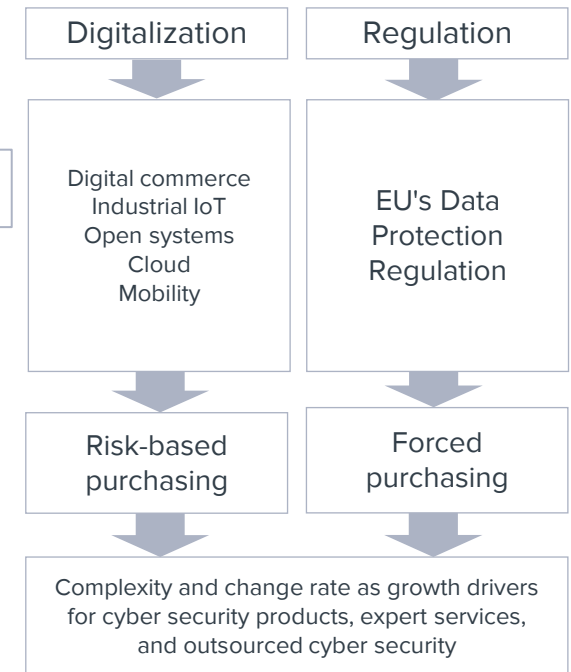 Digitalization
Regulation
Digital commerce
Industrial IoT
Open systems
Cloud
Mobility
EU's Data
Protection
Regulation
Risk-based
purchasing
Forced
purchasing
Complexity and change rate as growth drivers
for cyber security products, expert services,
and outsourced cyber security